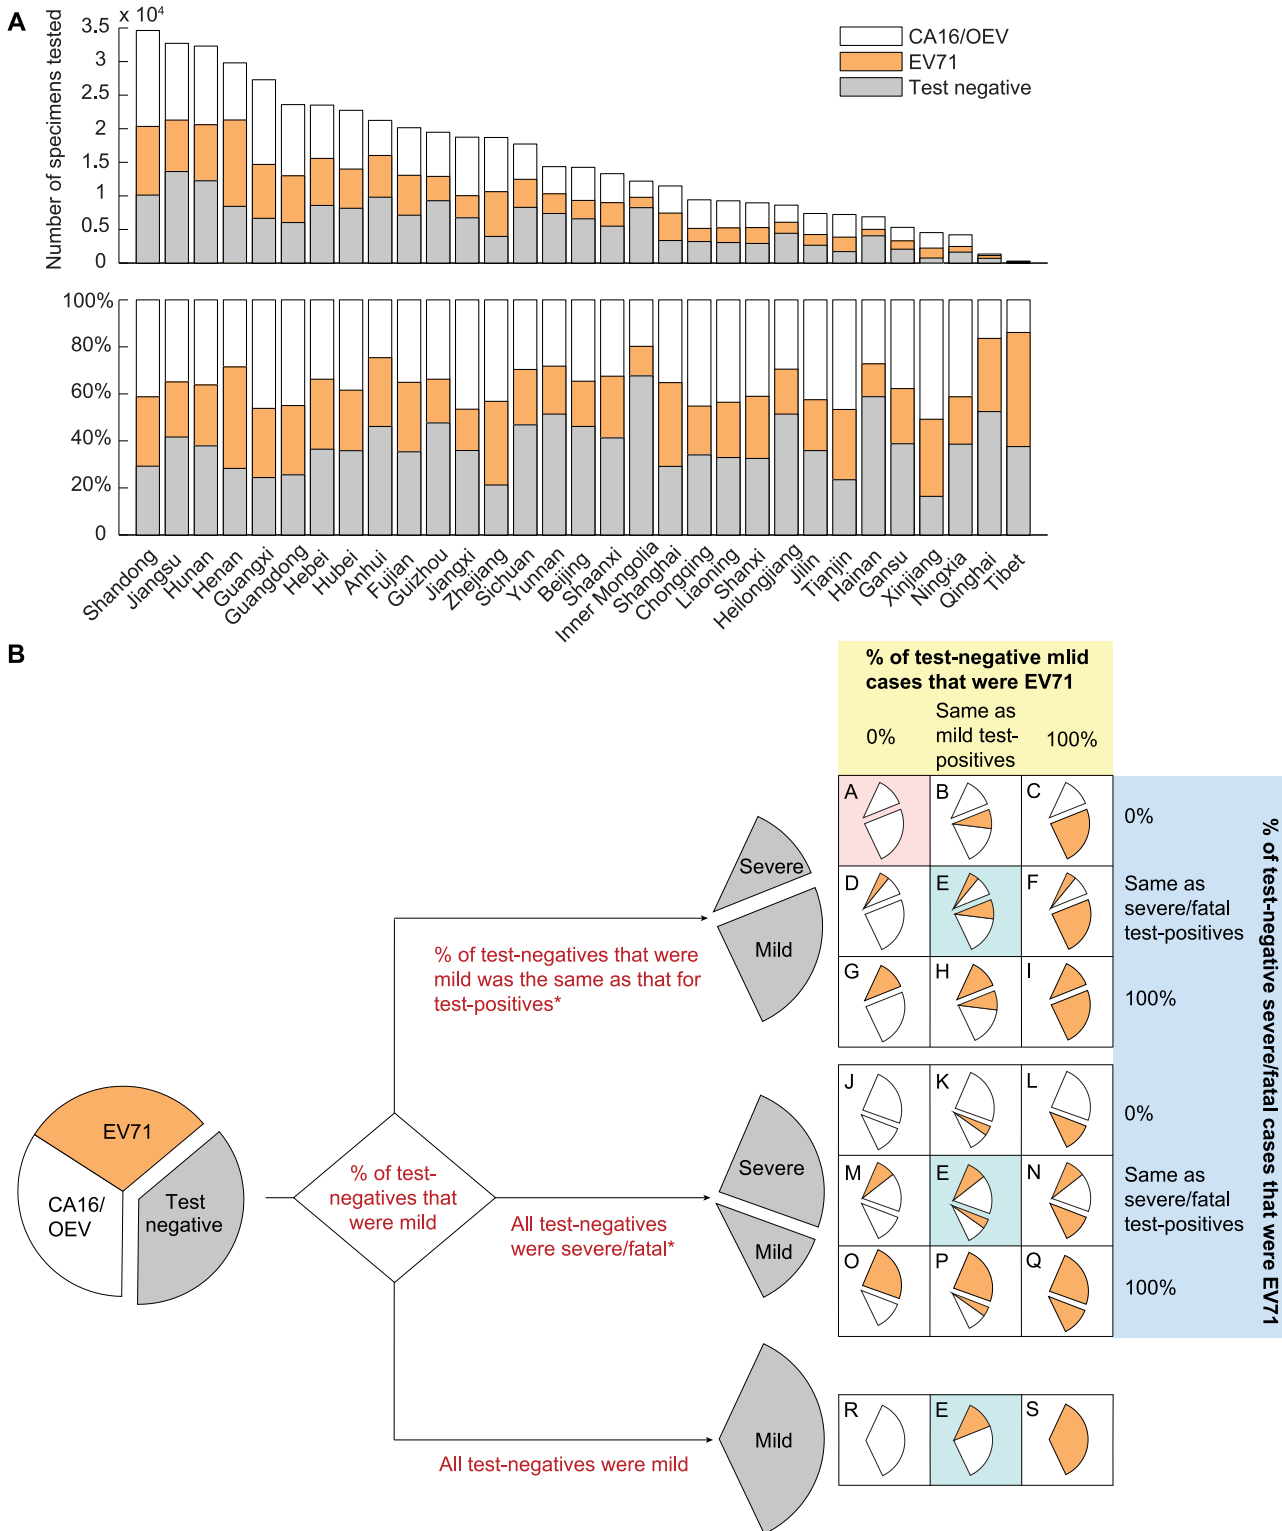 A
x 10⁴
Number of specimens tested
3.5
3
2.5
2
1.5
1
0.5
0
CA16/OEV
EV71
Test negative
100%
80%
60%
40%
20%
0
Shandong
Jiangsu
Hunan
Henan
Guangxi
Guangdong
Hebei
Hubei
Anhui
Fujian
Guizhou
Jiangxi
Zhejiang
Sichuan
Yunnan
Beijing
Shaanxi
Inner Mongolia
Shanghai
Chongqing
Liaoning
Shanxi
Heilongjiang
Jilin
Tianjin
Hainan
Gansu
Xinjiang
Ningxia
Qinghai
Tibet
B
% of test-negative mlid
cases that were EV71
0%
Same as
mild test-
positives
100%
EV71
CA16/
OEV
Test
negative
% of test-
negatives that
were mild
% of test-negatives that were
mild was the same as that for
test-positives*
All test-negatives
were severe/fatal*
All test-negatives were mild
Severe
Mild
Severe
Mild
Mild
A
B
C
0%
D
E
F
Same as
severe/fatal
test-positives
G
H
I
100%
J
K
L
0%
M
E
N
Same as
severe/fatal
test-positives
O
P
Q
100%
R
E
S
% of test-negative severe/fatal cases that were EV71